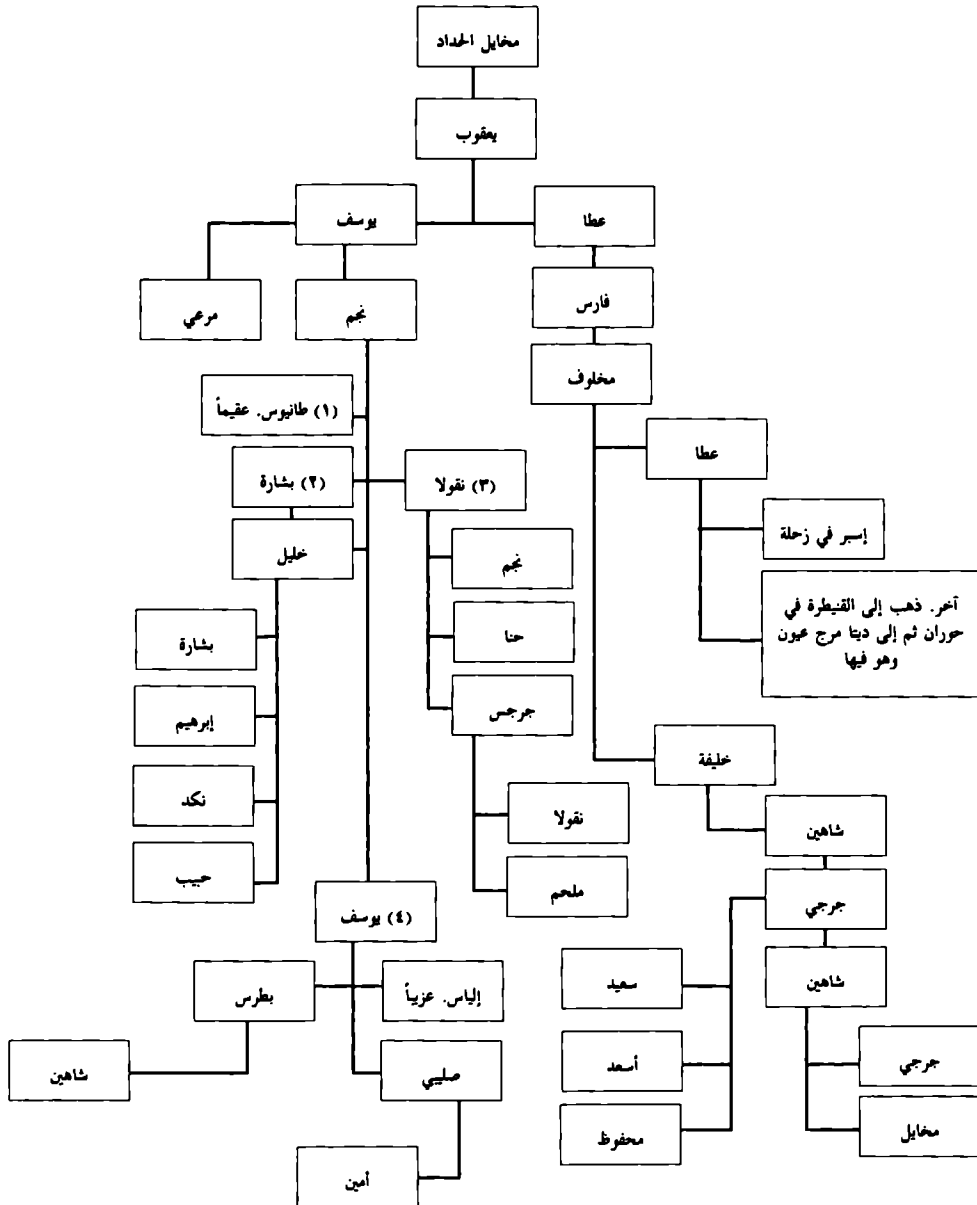 مخايل الحداد
يعقوب
عطا
يوسف
فارس
نجم
مرعي
مخلوف
(١) طانيوس. عقيماً
عطا
(٣) نقولا
(٢) بشارة
إسبر في زحلة
نجم
خليل
آخر. ذهب إلى القنيطرة في
حوران ثم إلى ديتا مرج عيون
وهو فيها
حنا
بشارة
جرجس
إبرهيم
خليفة
نقولا
نكد
شاهين
ملحم
حبيب
جرجي
(٤) يوسف
شاهين
سعيد
إلياس. عزيباً
بطرس
جرجي
أسعد
صليبي
شاهين
مخايل
محفوظ
أمين